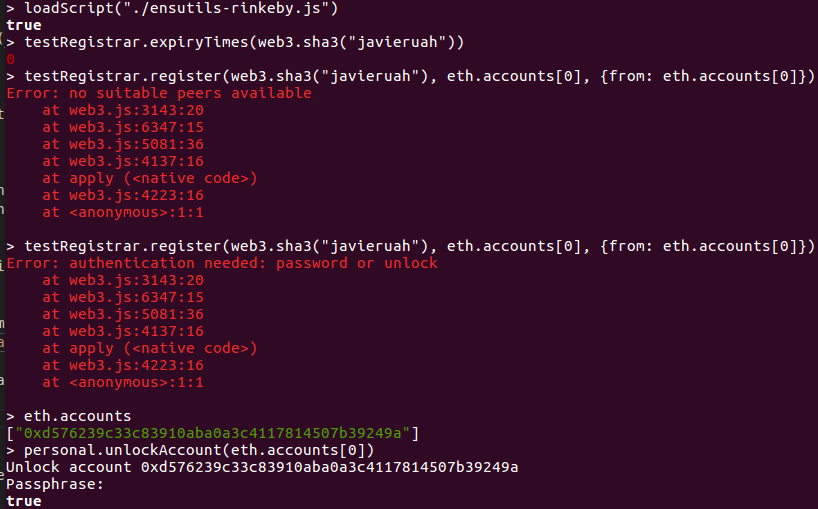 > loadScript("./ensutils-rinkeby.js")
true
> testRegistrar.expiryTimes(web3.sha3("javieruah"))
0
> testRegistrar.register(web3.sha3("javieruah"), eth.accounts[0], {from: eth.accounts[0]})
Error: no suitable peers available
    at web3.js:3143:20
    at web3.js:6347:15
    at web3.js:5081:36
    at web3.js:4137:16
    at apply (<native code>)
    at web3.js:4223:16
    at <anonymous>:1:1

> testRegistrar.register(web3.sha3("javieruah"), eth.accounts[0], {from: eth.accounts[0]})
Error: authentication needed: password or unlock
    at web3.js:3143:20
    at web3.js:6347:15
    at web3.js:5081:36
    at web3.js:4137:16
    at apply (<native code>)
    at web3.js:4223:16
    at <anonymous>:1:1

> eth.accounts
["0xd576239c33c83910aba0a3c4117814507b39249a"]
> personal.unlockAccount(eth.accounts[0])
Unlock account 0xd576239c33c83910aba0a3c4117814507b39249a
Passphrase:
true